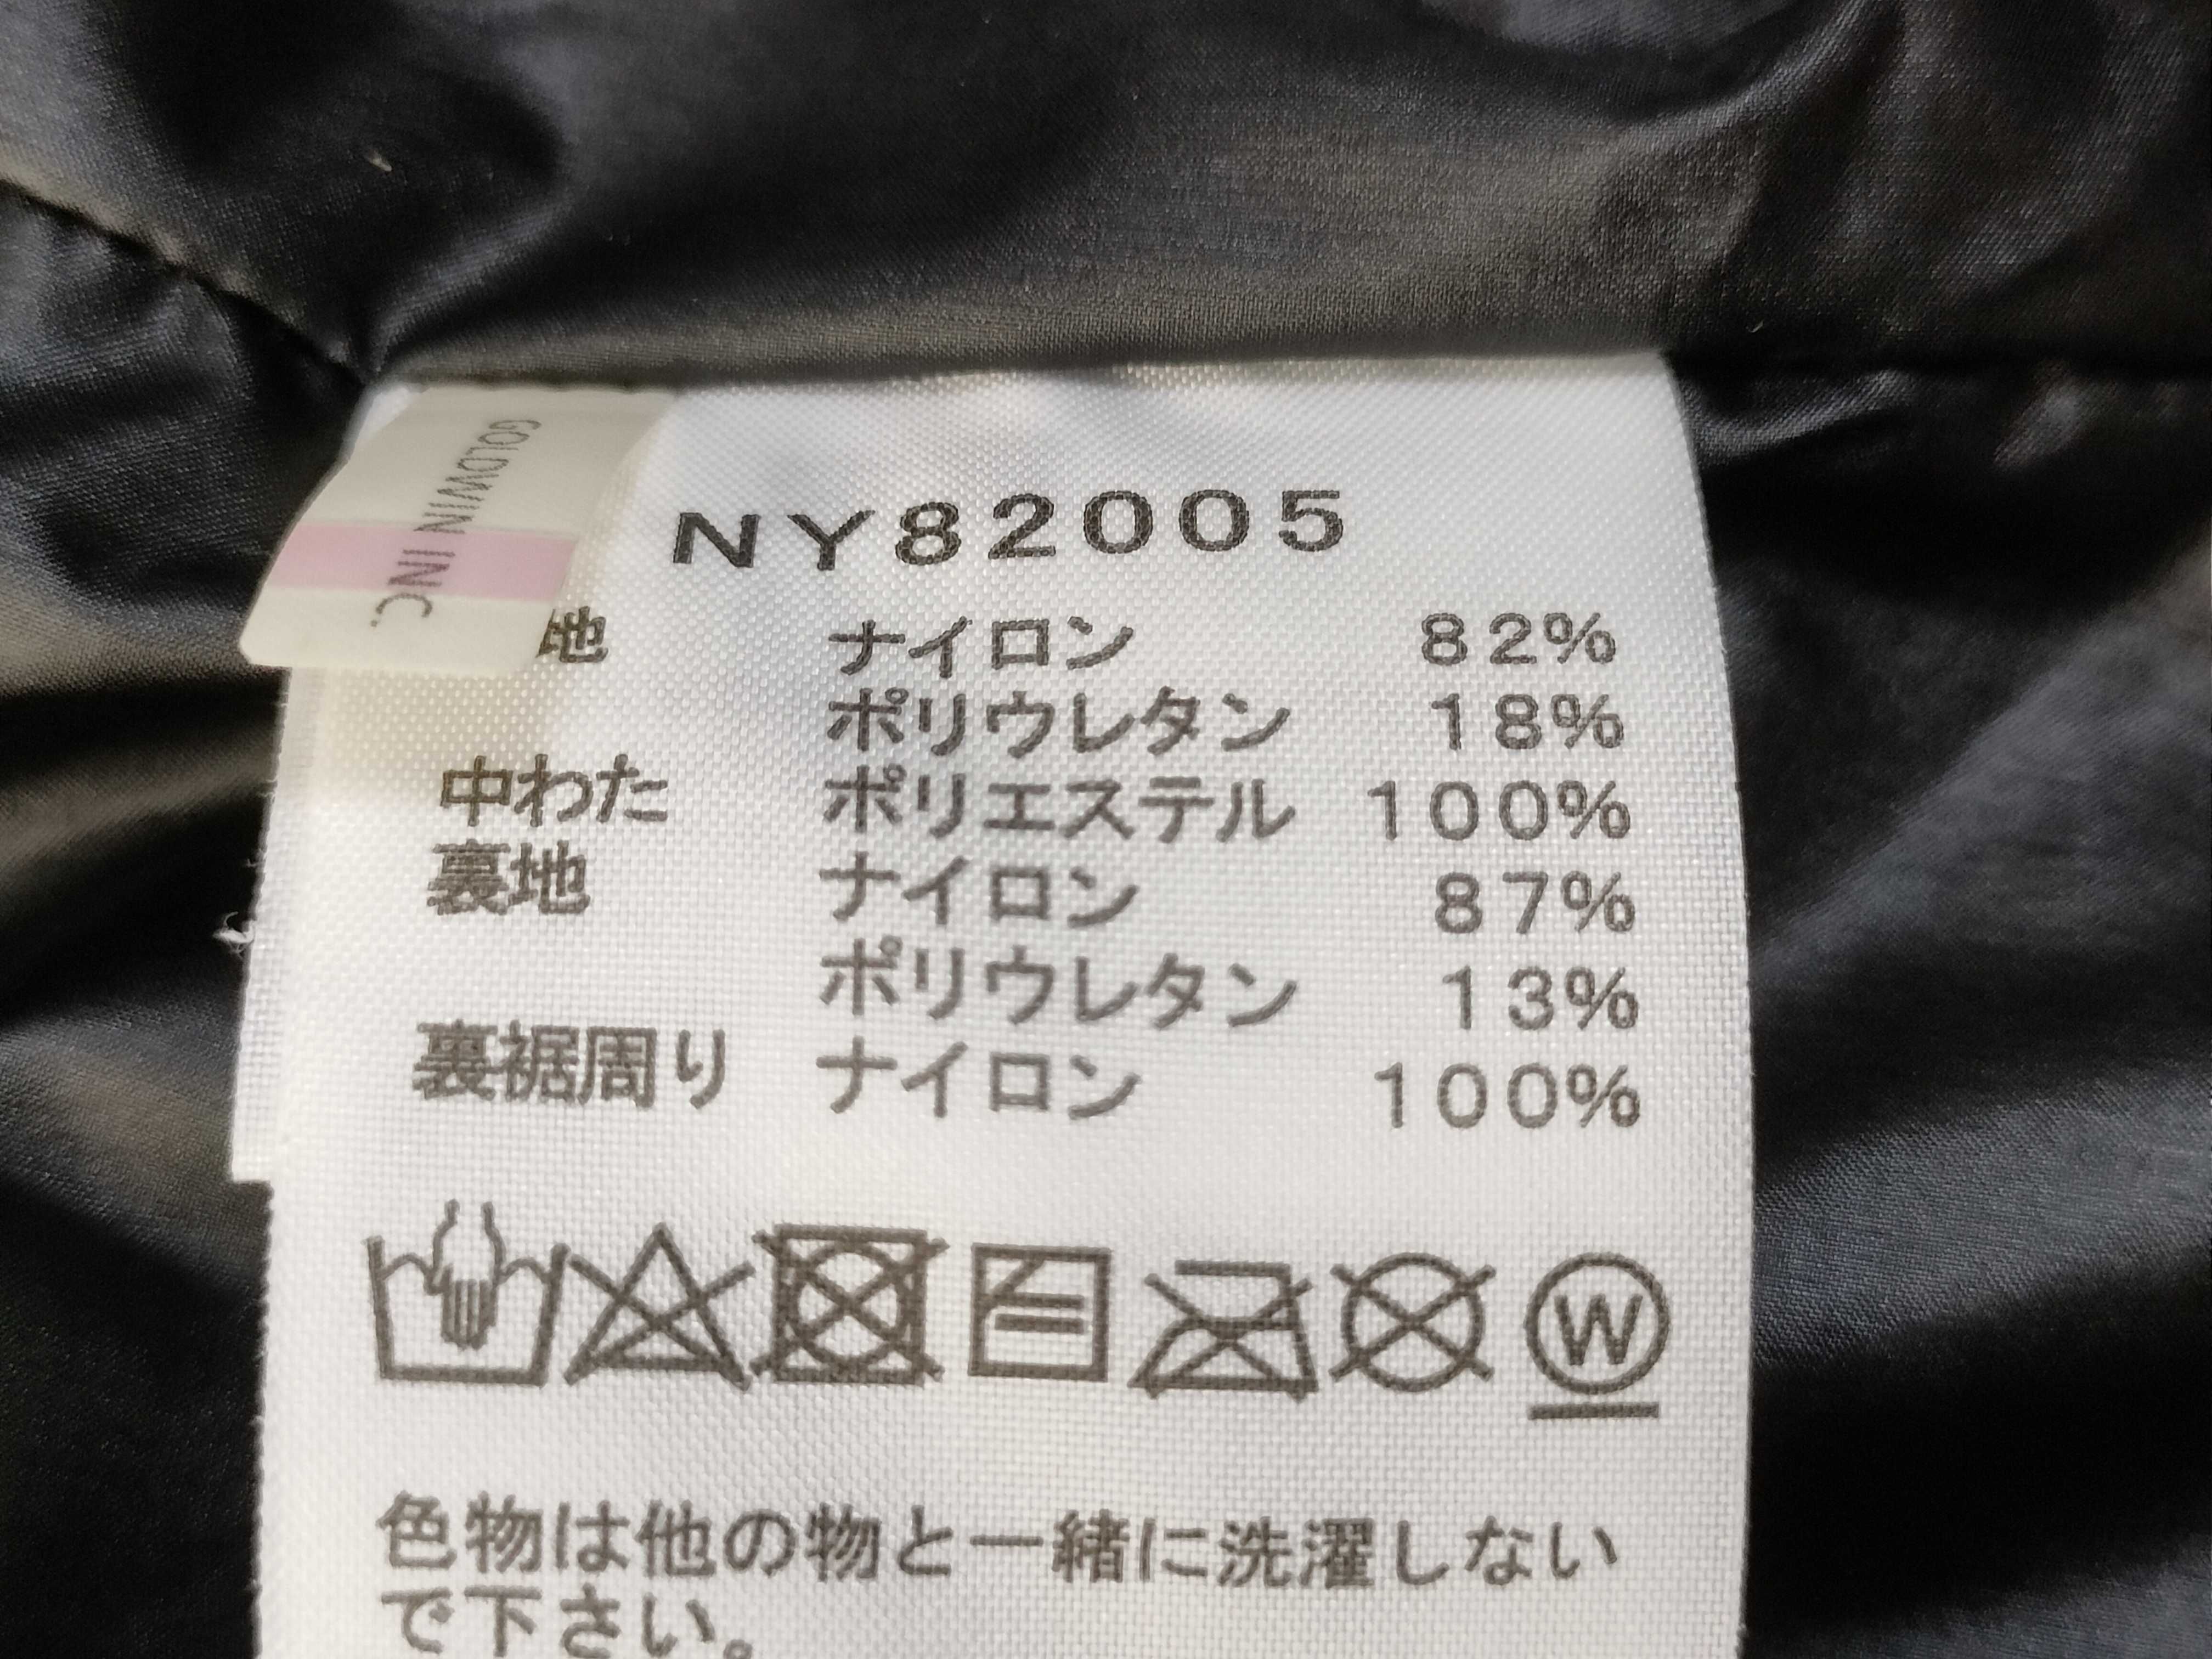 GOLDWIN INC.
NY82005
地 ナイロン 82%
ポリウレタン 18%
中わた ポリエステル 100%
裏地 ナイロン 87%
ポリウレタン 13%
裏裾周り ナイロン 100%
W
色物は他の物と一緒に洗濯しない
で下さい。